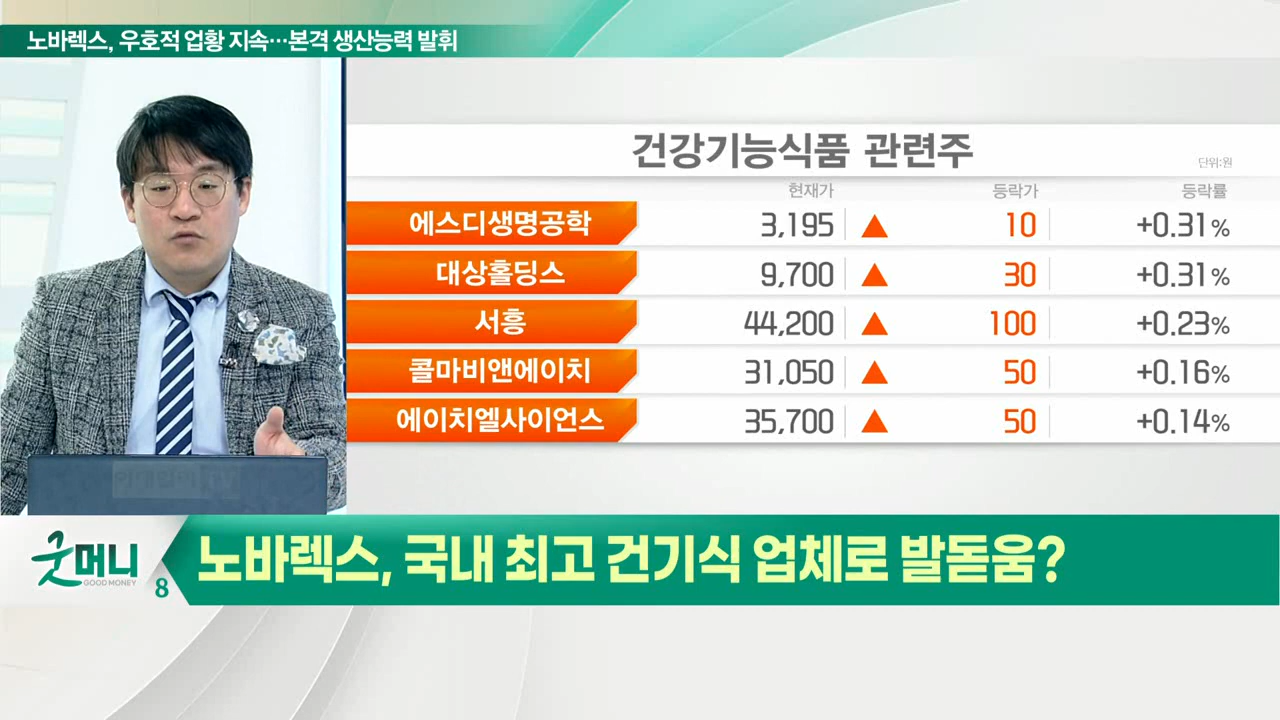 노바렉스, 우호적 업황 지속…본격 생산능력 발휘
건강기능식품 관련주
단위:원
현재가 등락가 등락률
에스디생명공학 3,195 ▲ 10 +0.31%
대상홀딩스 9,700 ▲ 30 +0.31%
서흥 44,200 ▲ 100 +0.23%
콜마비앤에이치 31,050 ▲ 50 +0.16%
에이치엘사이언스 35,700 ▲ 50 +0.14%
굿머니
GOOD MONEY
8
노바렉스, 국내 최고 건기식 업체로 발돋움?